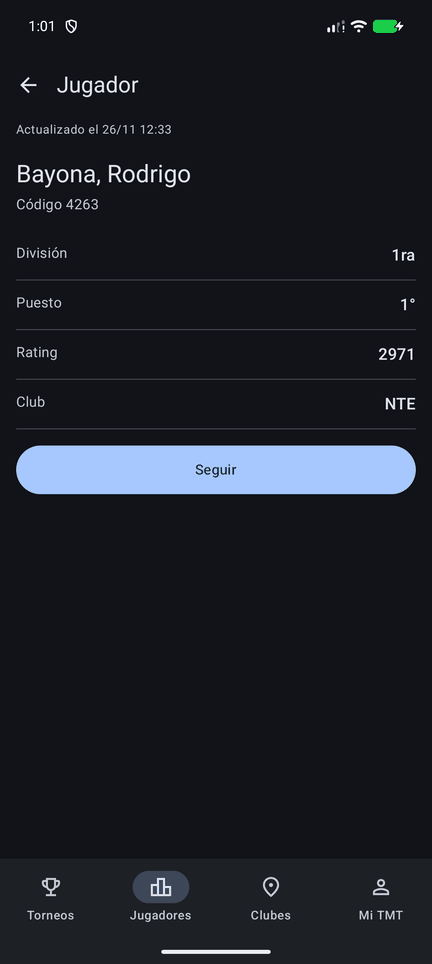 1:01
Jugador
Actualizado el 26/11 12:33
Bayona, Rodrigo
Código 4263
División 1ra
Puesto 1°
Rating 2971
Club NTE
Seguir
Torneos Jugadores Clubes Mi TMT